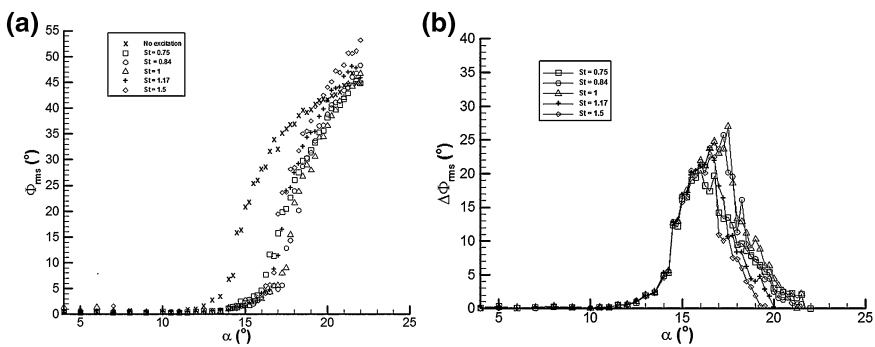 (a)
Φrms (°)
55
50
45
40
35
30
25
20
15
10
5
0
No excitation
St = 0.75
St = 0.84
St = 1
St = 1.17
St = 1.5
5
10
15
20
25
α (°)
(b)
ΔΦrms (°)
40
35
30
25
20
15
10
5
0
St = 0.75
St = 0.84
St = 1
St = 1.17
St = 1.5
5
10
15
20
25
α (°)